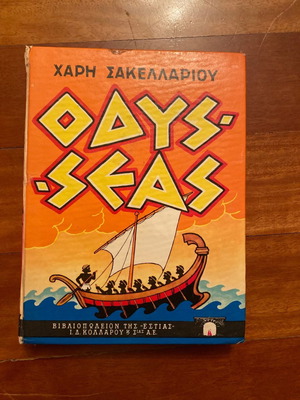 ΧΑΡΗ ΣΑΚΕΛΛΑΡΙΟΥ
ΟΔΥΣ-
-ΣΕΑΣ
ΒΙΒΛΙΟΠΩΛΕΙΟΝ ΤΗΣ «ΕΣΤΙΑΣ»
Ι.Δ. ΚΟΛΛΑΡΟΥ & ΣΙΑΣ Α.Ε.